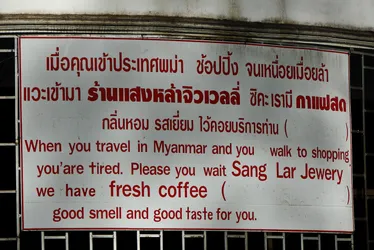 เมื่อคุณเข้าประเทศพม่า ช้อปปิ้ง จนเหนื่อยเมื่อยล้า
แวะเข้ามา ร้านแสงหล้าจิวเวลลี่ ซิคะเรามี กาแฟสด
กลิ่นหอม รสเยี่ยม ไว้คอยบริการท่าน ( )
When you travel in Myanmar and you walk to shopping
you'are tired. Please you wait Sang Lar Jewery
we have fresh coffee ( )
good smell and good taste for you.